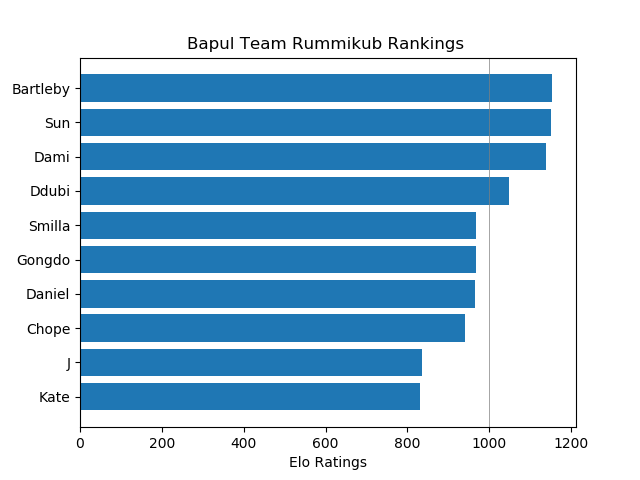 Bapul Team Rummikub Rankings
Bartleby
Sun
Dami
Ddubi
Smilla
Gongdo
Daniel
Chope
J
Kate
0 200 400 600 800 1000 1200
Elo Ratings